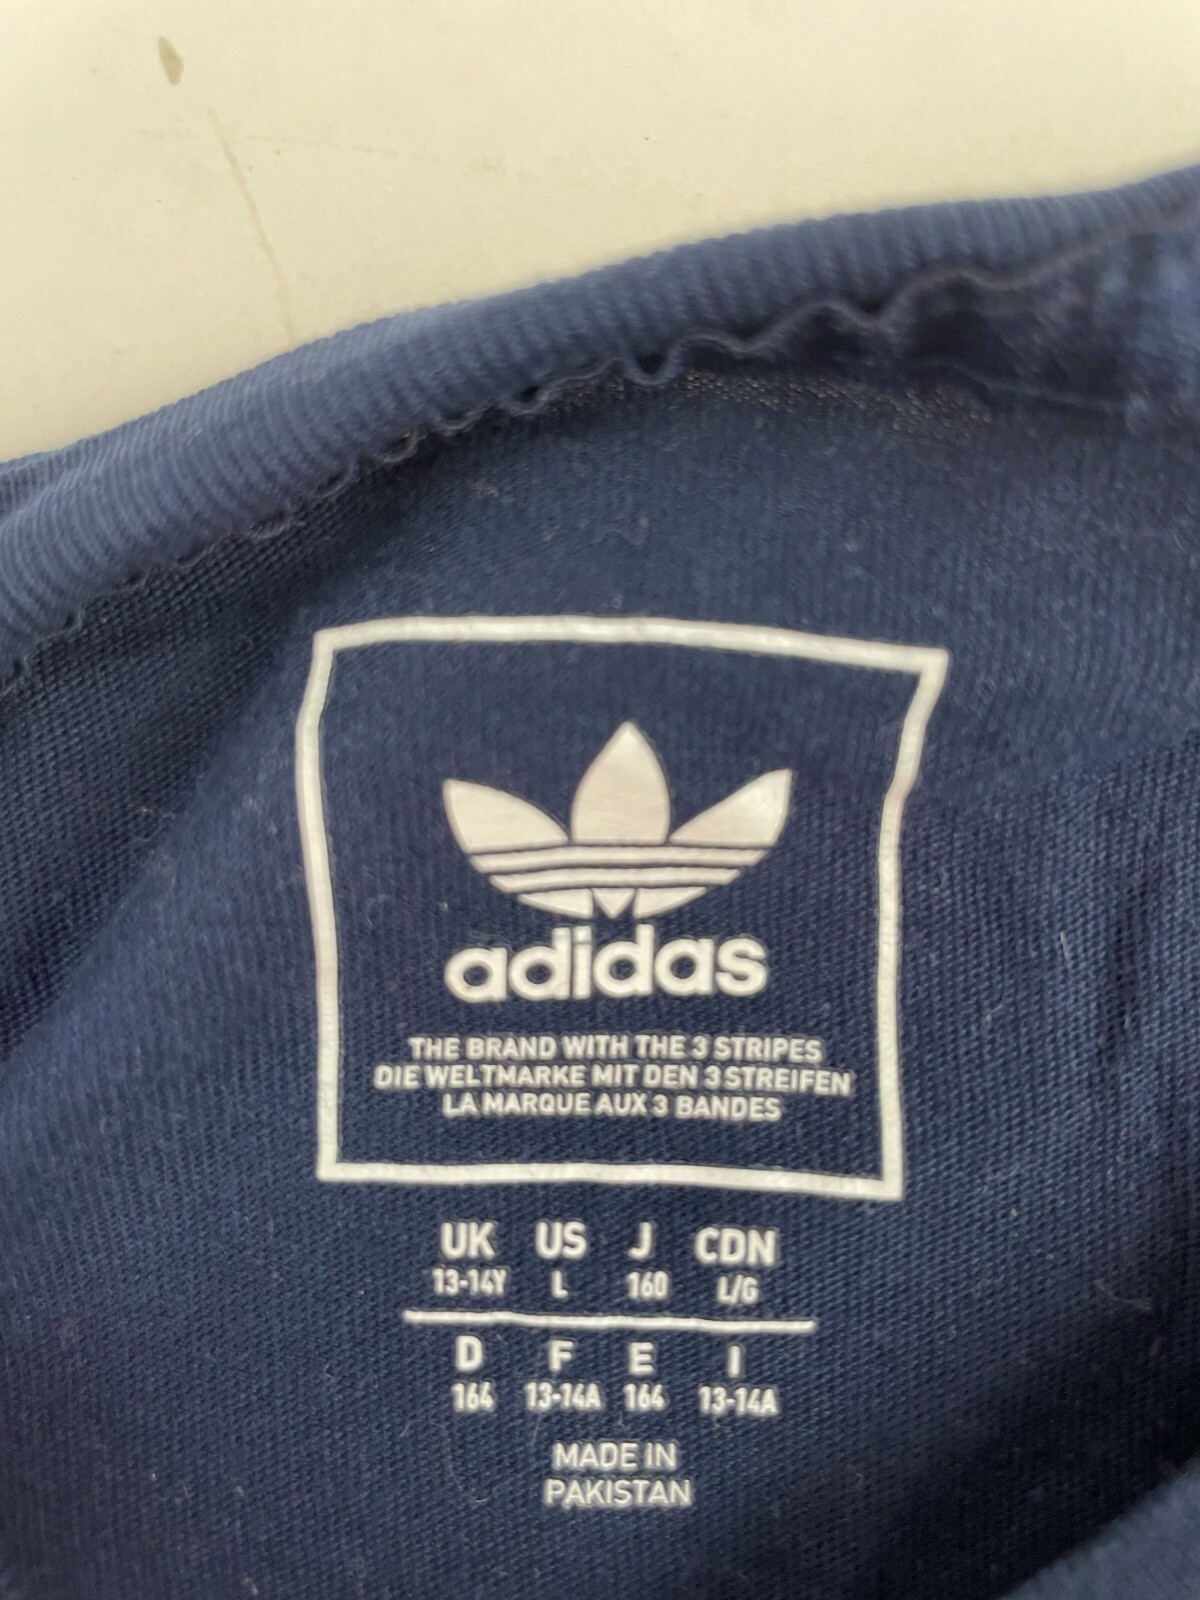 adidas
THE BRAND WITH THE 3 STRIPES
DIE WELTMARKE MIT DEN 3 STREIFEN
LA MARQUE AUX 3 BANDES
UK US J CDN
13-14Y L 160 L/G
D F E I
164 13-14A 164 13-14A
MADE IN
PAKISTAN